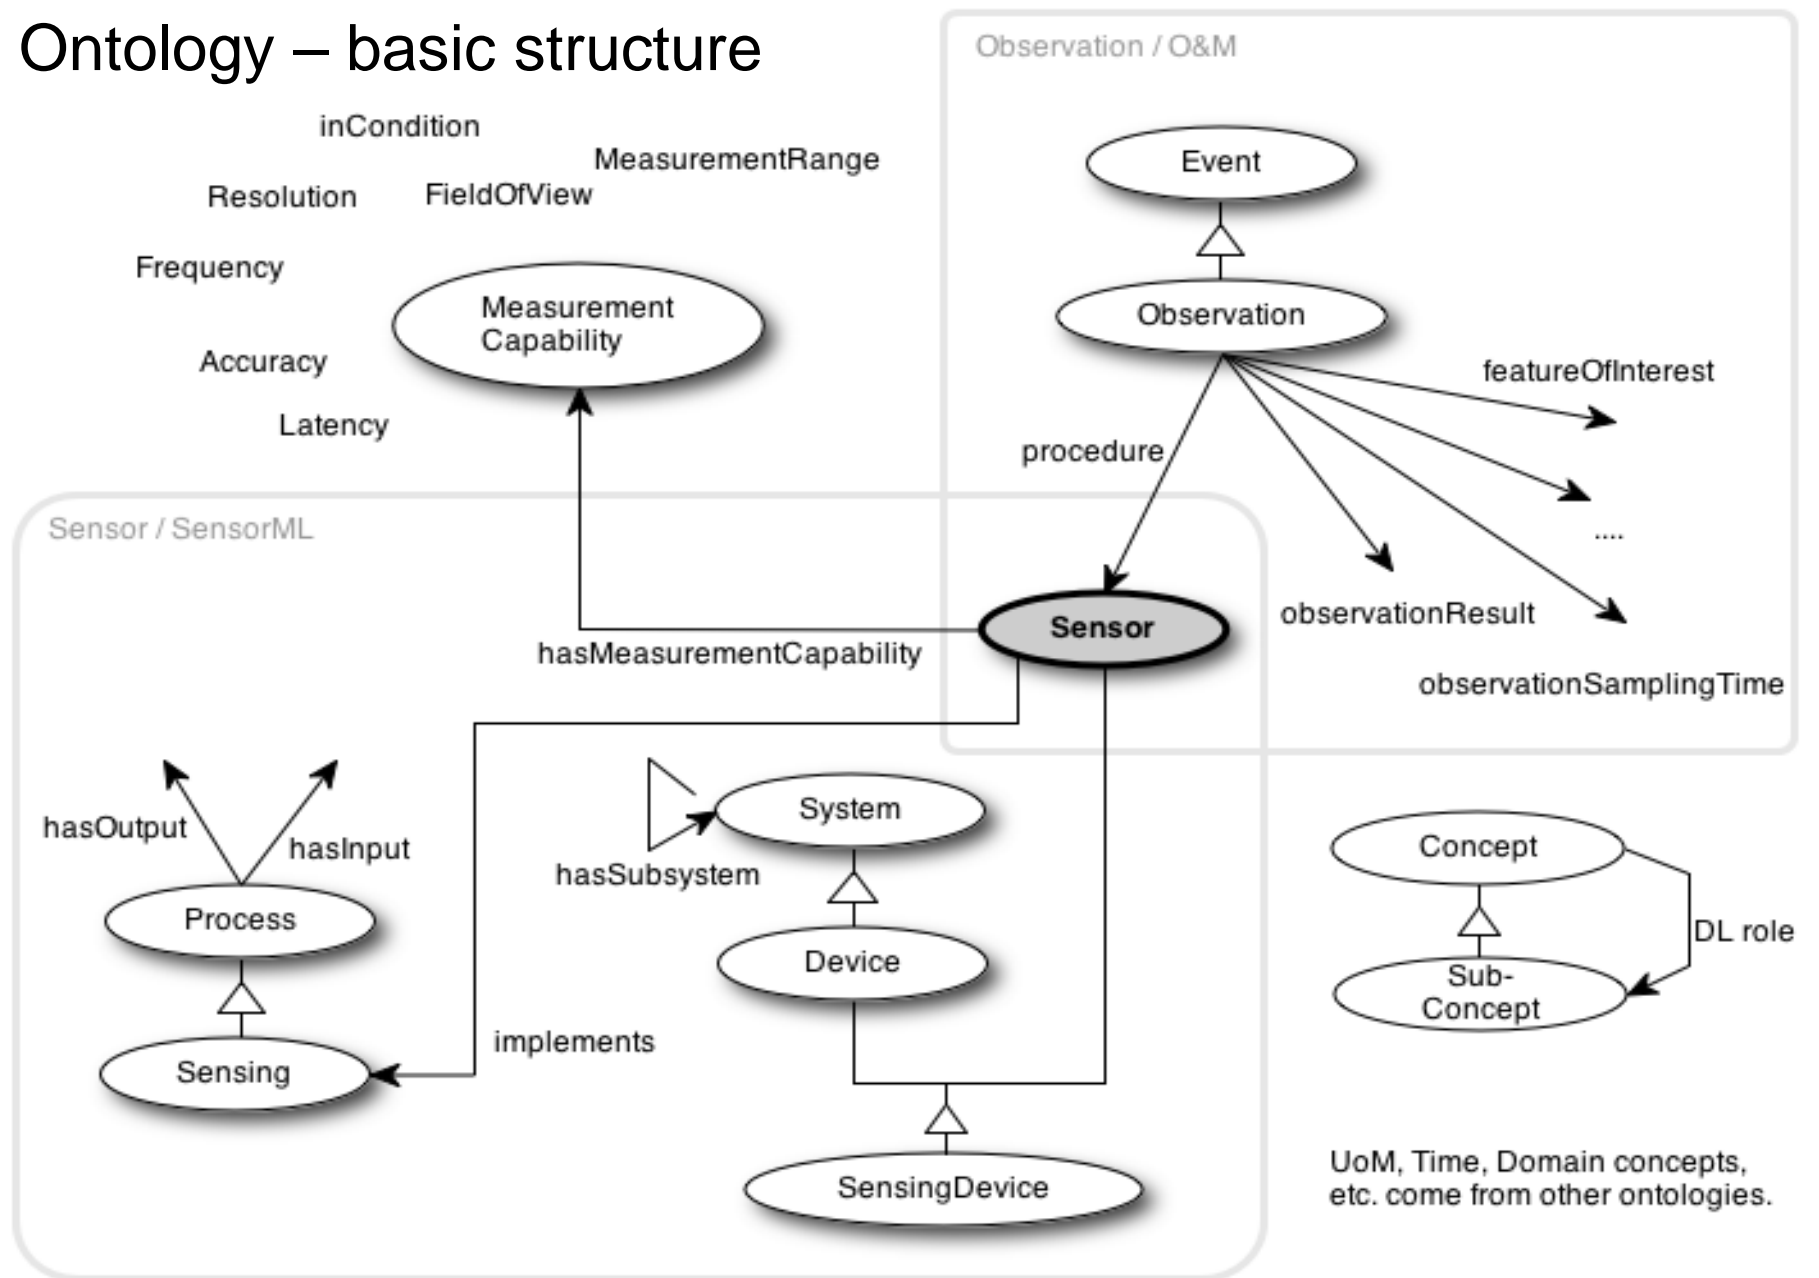 Ontology – basic structure
Observation / O&M
inCondition
MeasurementRange
Resolution
FieldOfView
Frequency
Measurement
Capability
Accuracy
Latency
Event
Observation
featureOfInterest
procedure
....
observationResult
observationSamplingTime
Sensor / SensorML
Sensor
hasMeasurementCapability
hasOutput
hasInput
Process
Sensing
implements
System
hasSubsystem
Device
SensingDevice
Concept
DL role
Sub-
Concept
UoM, Time, Domain concepts,
etc. come from other ontologies.